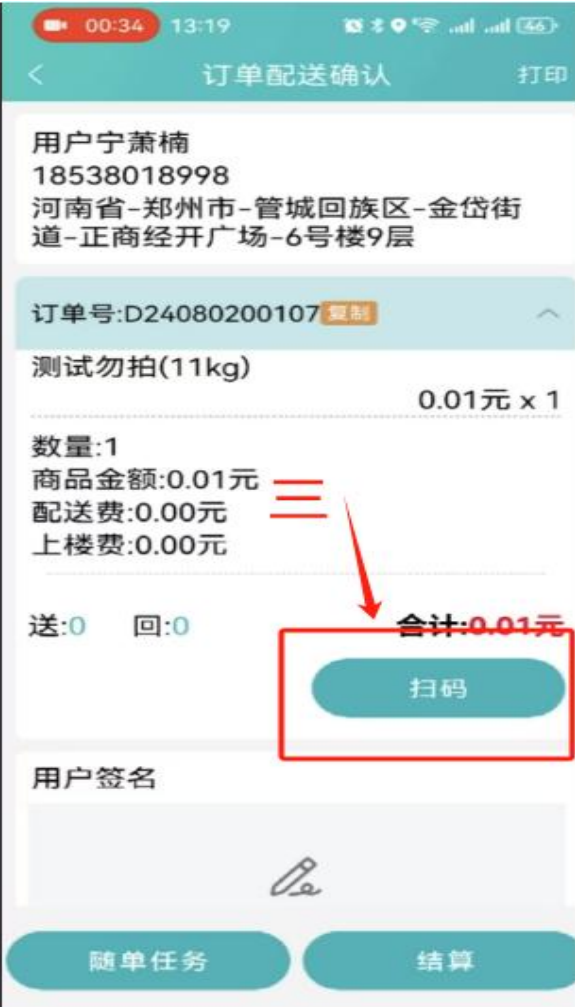 00:34 13:19 46
订单配送确认 打印
用户宁萧楠
18538018998
河南省-郑州市-管城回族区-金岱街
道-正商经开广场-6号楼9层
订单号:D24080200107 复制
测试勿拍(11kg)
0.01元 x 1
数量:1
商品金额:0.01元
配送费:0.00元
上楼费:0.00元
三
送:0 回:0 合计:0.01元
扫码
用户签名
随单任务 结算